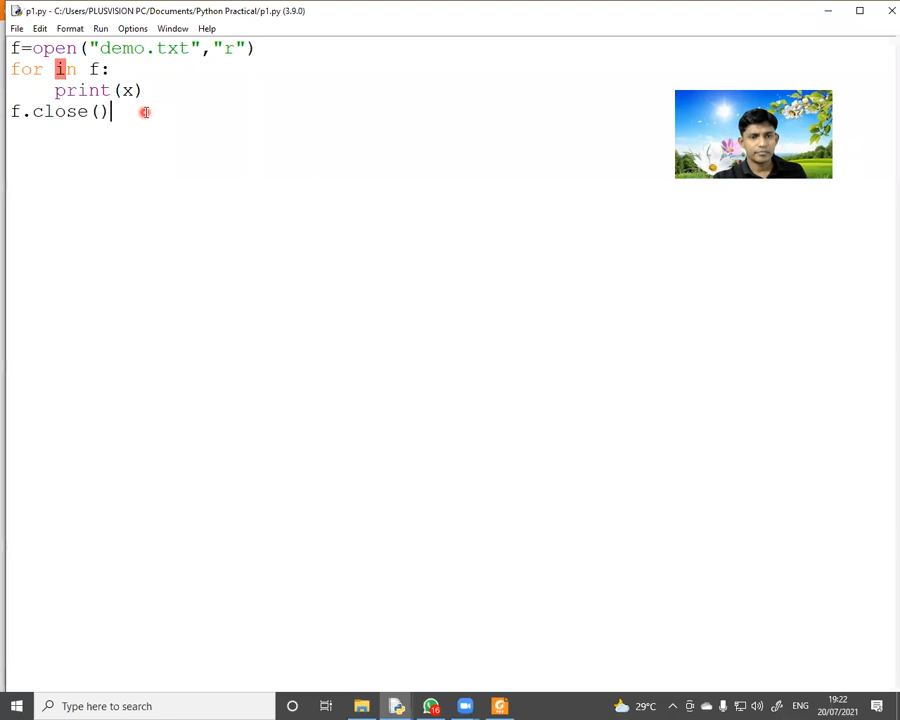 p1.py - C:/Users/PLUSVISION PC/Documents/Python Practical/p1.py (3.9.0)
File Edit Format Run Options Window Help
f=open("demo.txt","r")
for in f:
    print(x)
f.close()
Type here to search
16
29°C
ENG
19:22
20/07/2021